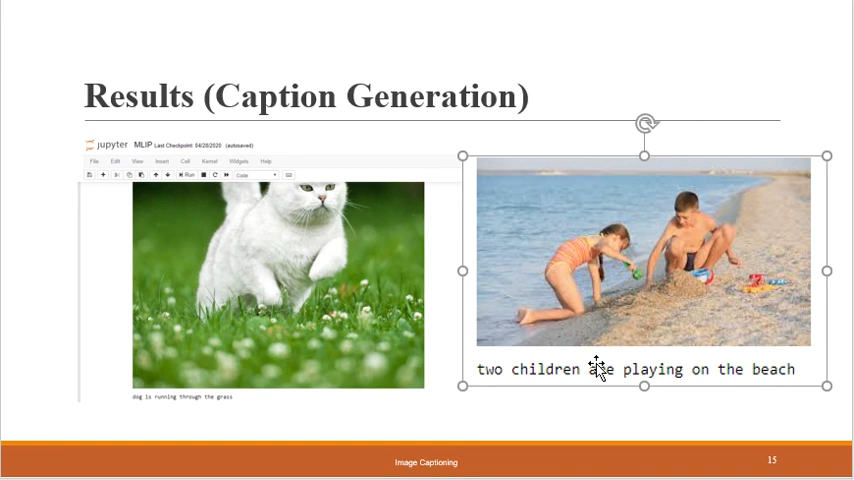 Results (Caption Generation)
jupyter MLIP Last Checkpoint: 04/28/2020 (autosaved)
File Edit View Insert Cell Kernel Widgets Help
Run Code
dog is running through the grass
two children are playing on the beach
Image Captioning 15